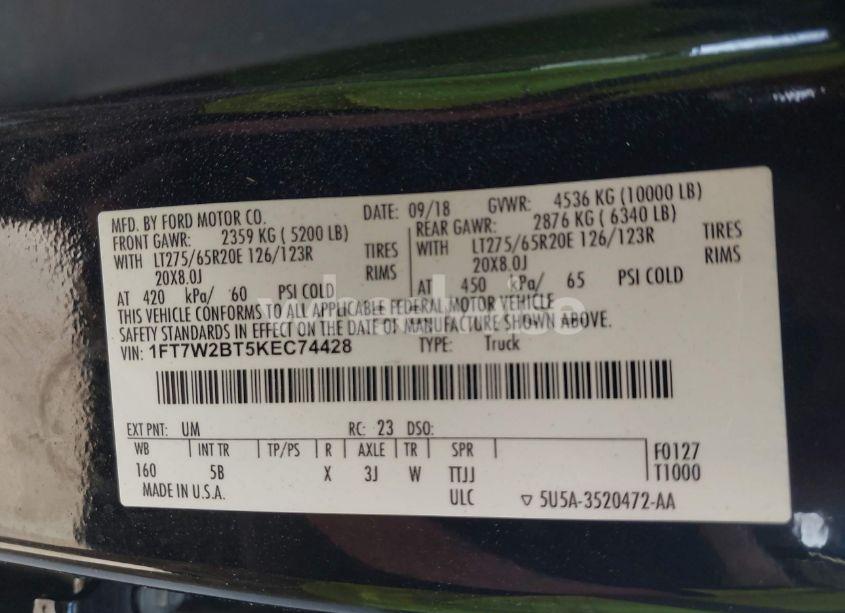 MFD. BY FORD MOTOR CO. DATE: 09/18 GVWR: 4536 KG (10000 LB)
FRONT GAWR: 2359 KG ( 5200 LB) REAR GAWR: 2876 KG ( 6340 LB)
WITH LT275/65R20E 126/123R TIRES WITH LT275/65R20E 126/123R TIRES
20X8.0J RIMS 20X8.0J RIMS
AT 420 kPa/ 60 PSI COLD AT 450 kPa/ 65 PSI COLD
THIS VEHICLE CONFORMS TO ALL APPLICABLE FEDERAL MOTOR VEHICLE
SAFETY STANDARDS IN EFFECT ON THE DATE OF MANUFACTURE SHOWN ABOVE.
VIN: 1FT7W2BT5KEC74428 TYPE: Truck
EXT PNT: UM RC: 23 DSO:
WB INT TR TP/PS R AXLE TR SPR F0127
160 5B X 3J W TTJJ T1000
MADE IN U.S.A. ULC ▽ 5U5A-3520472-AA